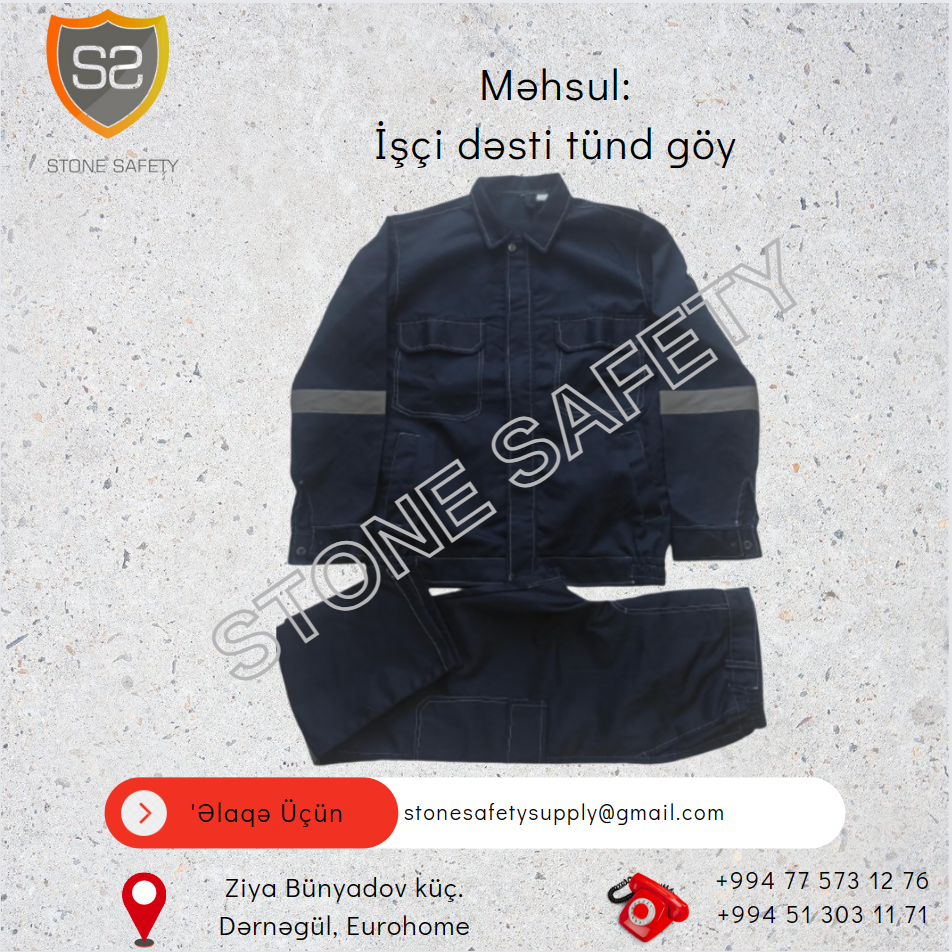 SS
STONE SAFETY
Məhsul:
İşçi dəsti tünd göy
STONE SAFETY
'Əlaqə Üçün
stonesafetysupply@gmail.com
Ziya Bünyadov küç.
Dərnəgül, Eurohome
+994 77 573 12 76
+994 51 303 11 71